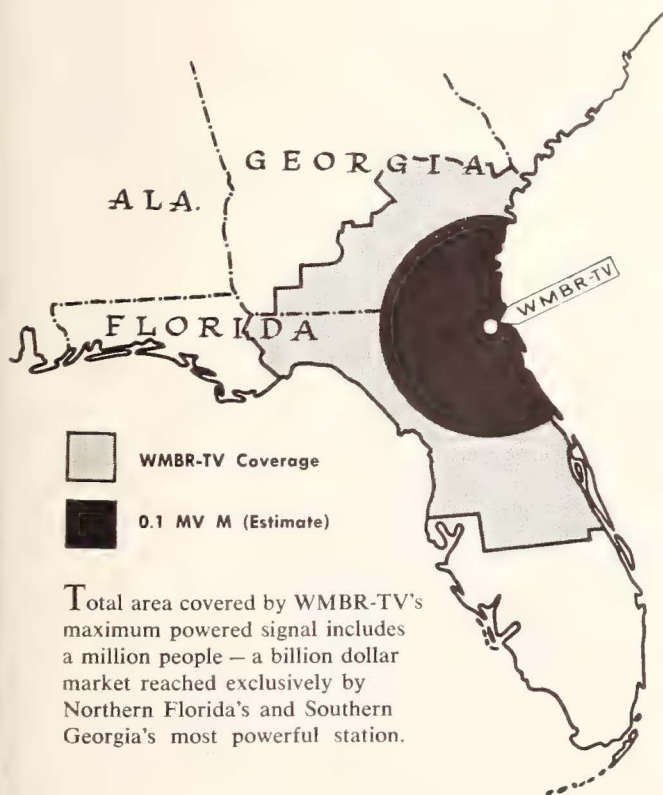 GEORGIA
ALA.
WMBR-TV
FLORIDA
WMBR-TV Coverage
0.1 MV M (Estimate)
Total area covered by WMBR-TV's
maximum powered signal includes
a million people — a billion dollar
market reached exclusively by
Northern Florida's and Southern
Georgia's most powerful station.